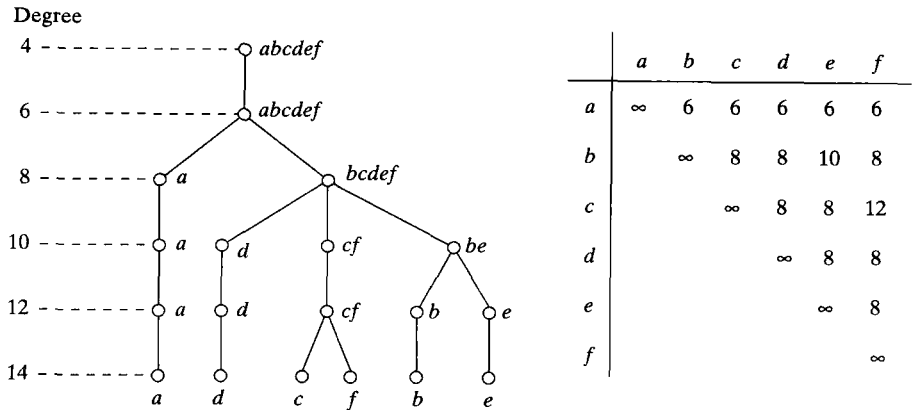 Degree
4 abcdef
6 abcdef
8 a bcdef
10 a d cf be
12 a d cf b e
14
a d c f b e
a b c d e f
a ∞ 6 6 6 6 6
b ∞ 8 8 10 8
c ∞ 8 8 12
d ∞ 8 8
e ∞ 8
f ∞